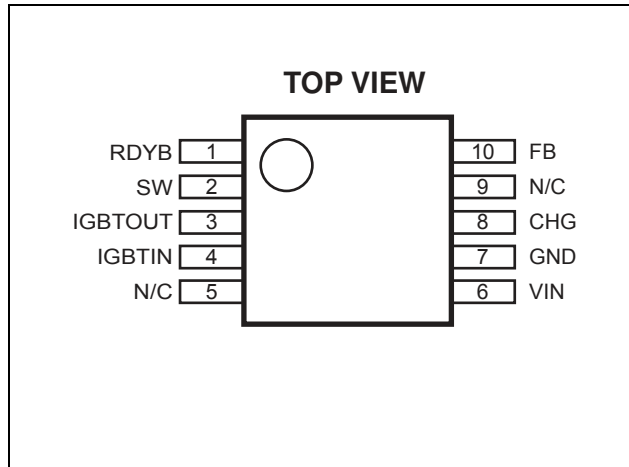 TOP VIEW
RDYB 1 10 FB
SW 2 9 N/C
IGBTOUT 3 8 CHG
IGBTIN 4 7 GND
N/C 5 6 VIN